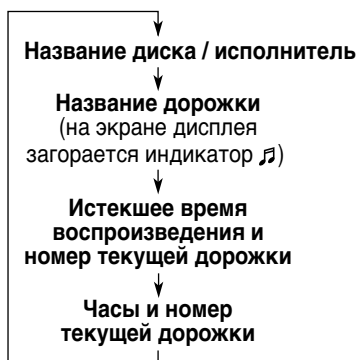 Название диска / исполнитель
Название дорожки
(на экране дисплея
загорается индикатор ♫)
Истекшее время
воспроизведения и
номер текущей дорожки
Часы и номер
текущей дорожки